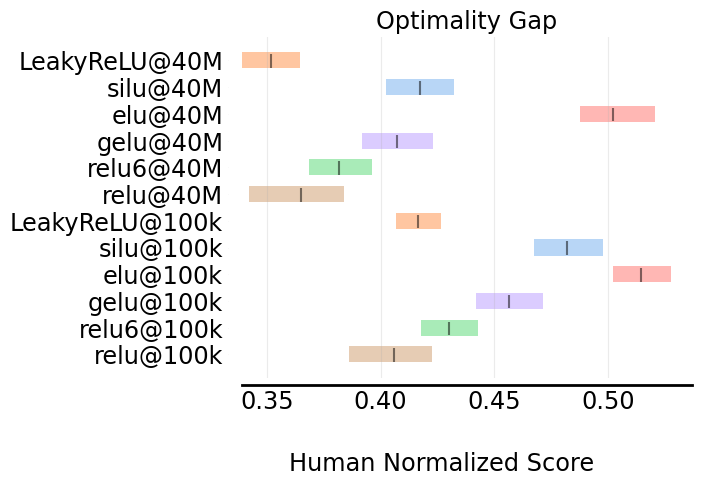 Optimality Gap
LeakyReLU@40M
silu@40M
elu@40M
gelu@40M
relu6@40M
relu@40M
LeakyReLU@100k
silu@100k
elu@100k
gelu@100k
relu6@100k
relu@100k
0.35 0.40 0.45 0.50
Human Normalized Score